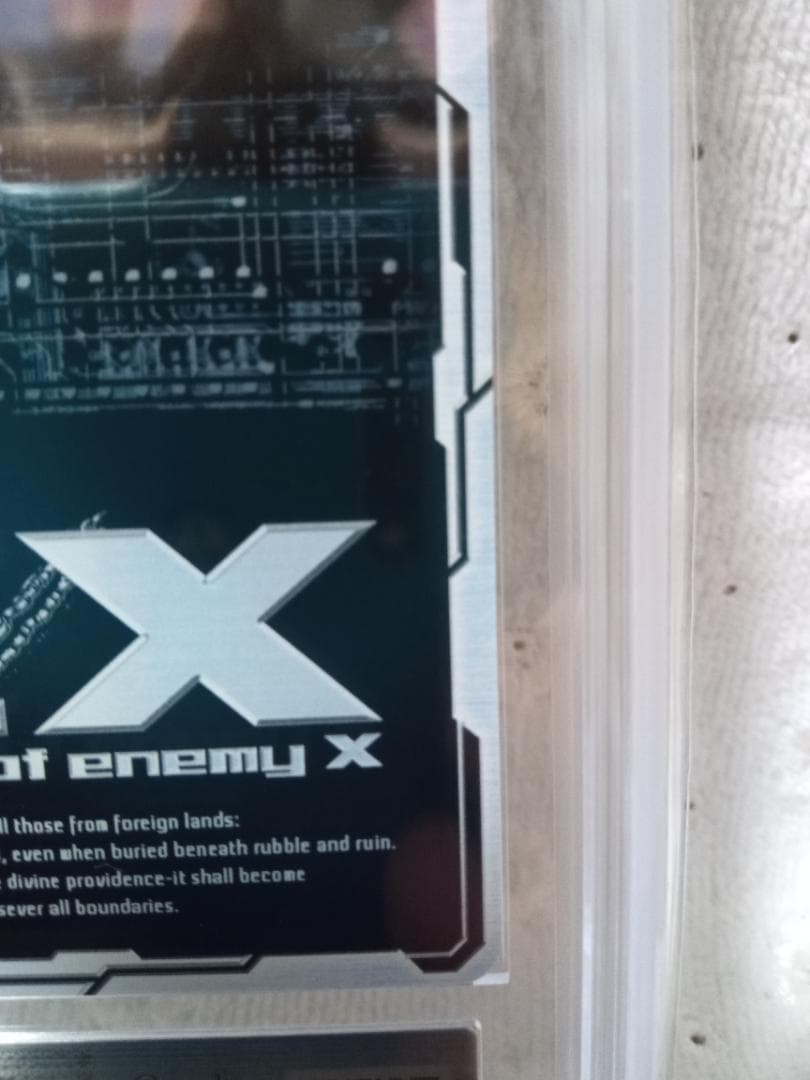 X
of enemy X
ll those from foreign lands:
, even when buried beneath rubble and ruin.
divine providence-it shall become
sever all boundaries.